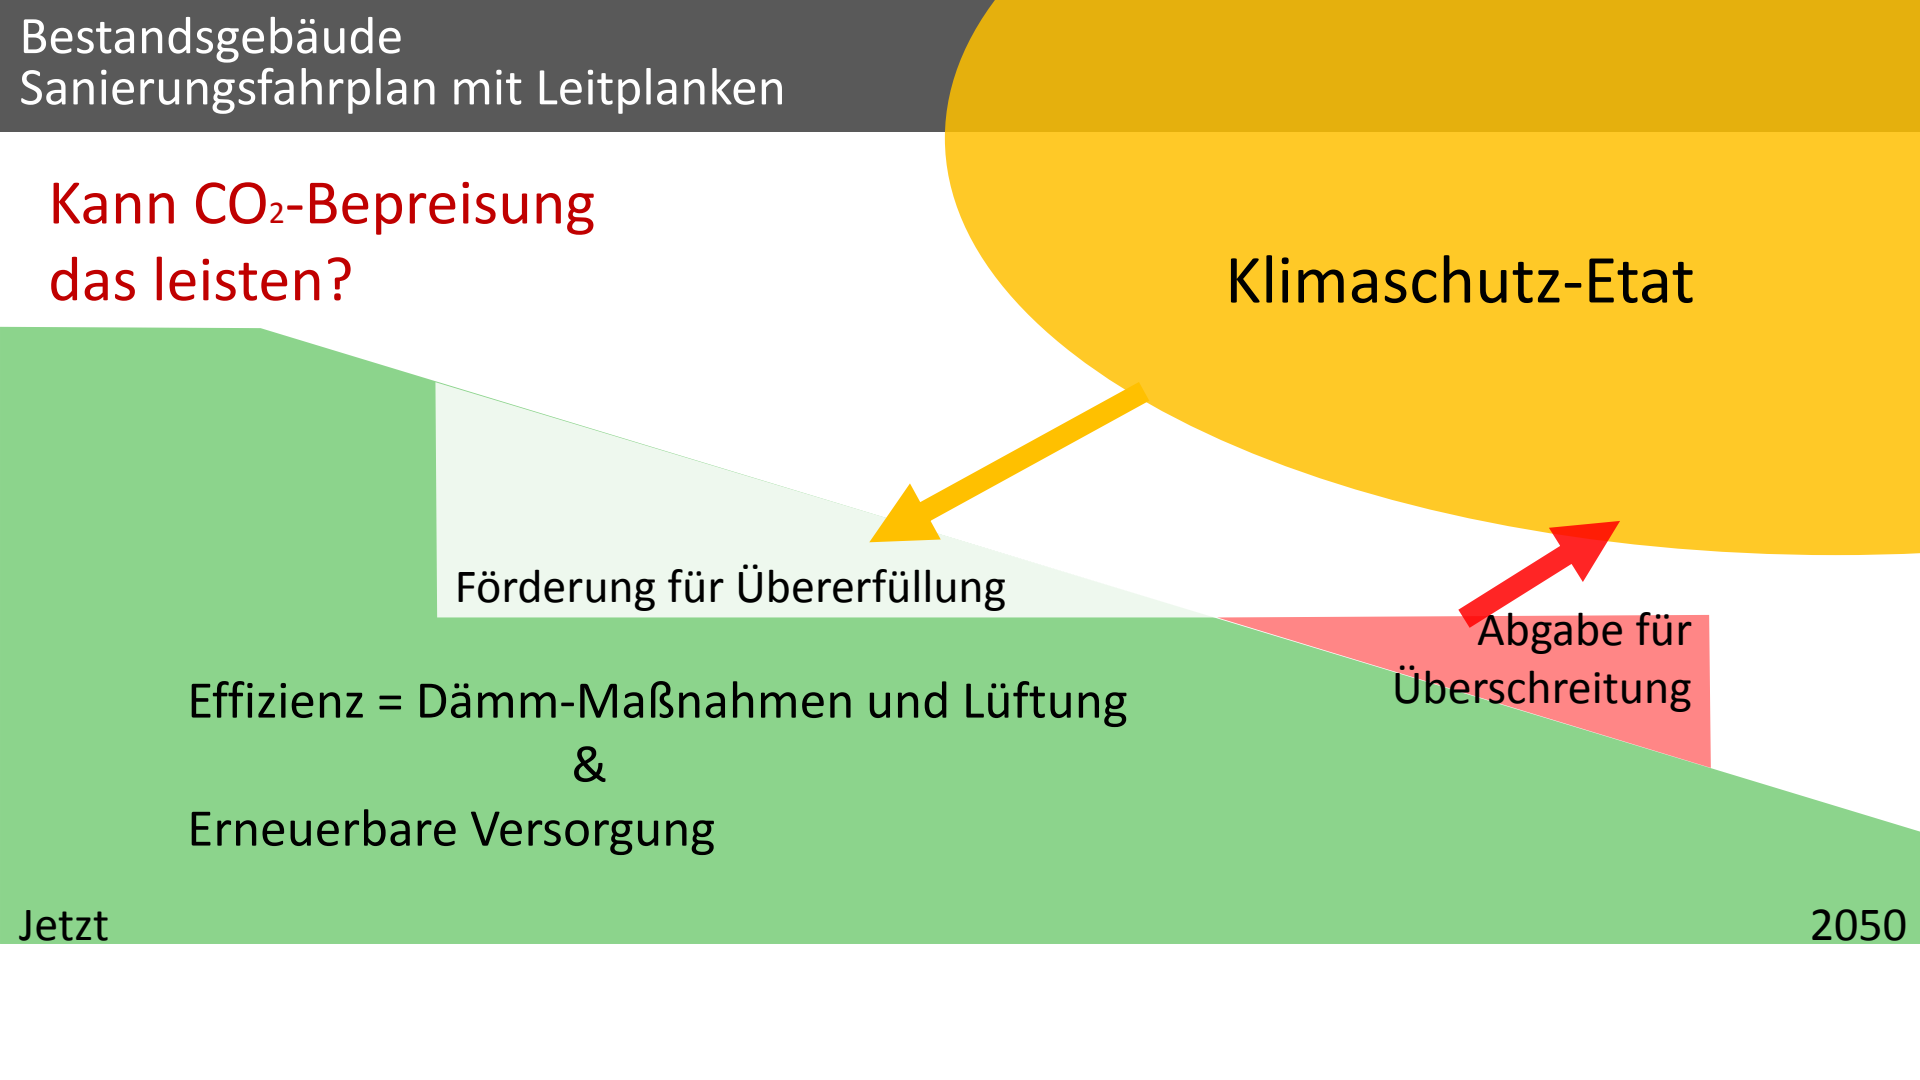 Bestandsgebäude
Sanierungsfahrplan mit Leitplanken
Kann CO₂-Bepreisung
das leisten?
Klimaschutz-Etat
Förderung für Übererfüllung
Abgabe für
Überschreitung
Effizienz = Dämm-Maßnahmen und Lüftung
&
Erneuerbare Versorgung
Jetzt
2050